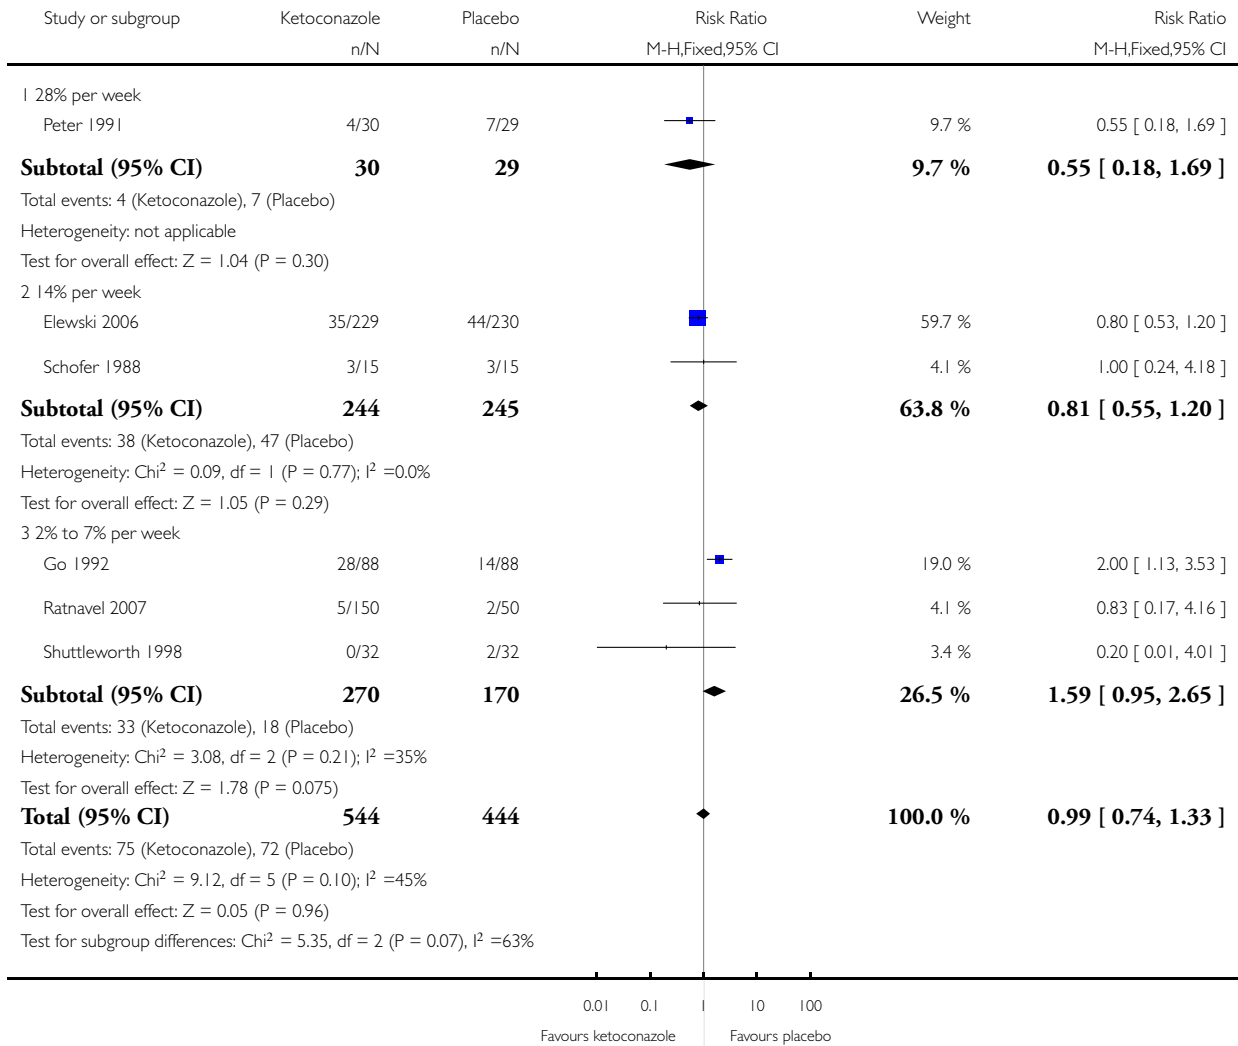 Study or subgroup Ketoconazole Placebo Risk Ratio Weight Risk Ratio
n/N n/N M-H,Fixed,95% CI M-H,Fixed,95% CI
1 28% per week
Peter 1991 4/30 7/29 9.7 % 0.55 [ 0.18, 1.69 ]
Subtotal (95% CI) 30 29 9.7 % 0.55 [ 0.18, 1.69 ]
Total events: 4 (Ketoconazole), 7 (Placebo)
Heterogeneity: not applicable
Test for overall effect: Z = 1.04 (P = 0.30)
2 14% per week
Elewski 2006 35/229 44/230 59.7 % 0.80 [ 0.53, 1.20 ]
Schofer 1988 3/15 3/15 4.1 % 1.00 [ 0.24, 4.18 ]
Subtotal (95% CI) 244 245 63.8 % 0.81 [ 0.55, 1.20 ]
Total events: 38 (Ketoconazole), 47 (Placebo)
Heterogeneity: Chi² = 0.09, df = 1 (P = 0.77); I² =0.0%
Test for overall effect: Z = 1.05 (P = 0.29)
3 2% to 7% per week
Go 1992 28/88 14/88 19.0 % 2.00 [ 1.13, 3.53 ]
Ratnavel 2007 5/150 2/50 4.1 % 0.83 [ 0.17, 4.16 ]
Shuttleworth 1998 0/32 2/32 3.4 % 0.20 [ 0.01, 4.01 ]
Subtotal (95% CI) 270 170 26.5 % 1.59 [ 0.95, 2.65 ]
Total events: 33 (Ketoconazole), 18 (Placebo)
Heterogeneity: Chi² = 3.08, df = 2 (P = 0.21); I² =35%
Test for overall effect: Z = 1.78 (P = 0.075)
Total (95% CI) 544 444 100.0 % 0.99 [ 0.74, 1.33 ]
Total events: 75 (Ketoconazole), 72 (Placebo)
Heterogeneity: Chi² = 9.12, df = 5 (P = 0.10); I² =45%
Test for overall effect: Z = 0.05 (P = 0.96)
Test for subgroup differences: Chi² = 5.35, df = 2 (P = 0.07), I² =63%
0.01 0.1 1 10 100
Favours ketoconazole Favours placebo